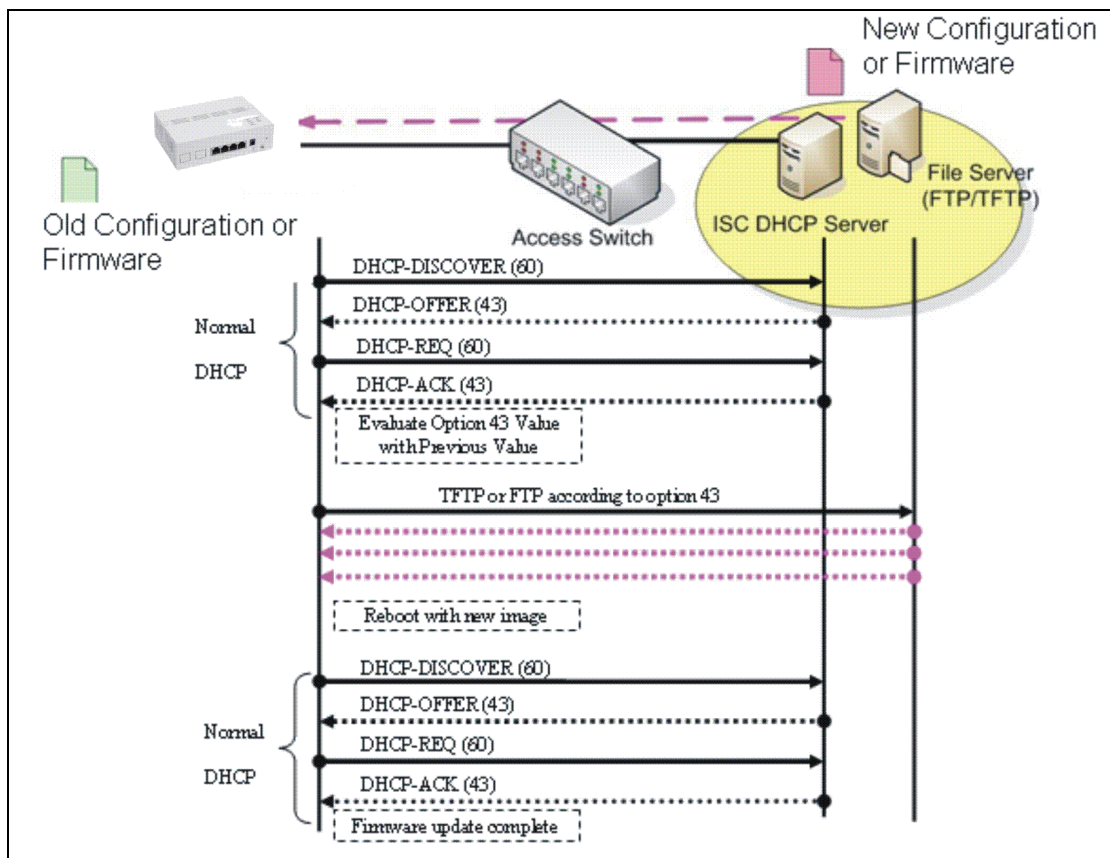 New Configuration
or Firmware
File Server
(FTP/TFTP)
Old Configuration or
Firmware
Access Switch
ISC DHCP Server
DHCP-DISCOVER (60)
DHCP-OFFER (43)
Normal
DHCP-REQ (60)
DHCP
DHCP-ACK (43)
Evaluate Option 43 Value
with Previous Value
TFTP or FTP according to option 43
Reboot with new image
DHCP-DISCOVER (60)
DHCP-OFFER (43)
Normal
DHCP-REQ (60)
DHCP
DHCP-ACK (43)
Firmware update complete